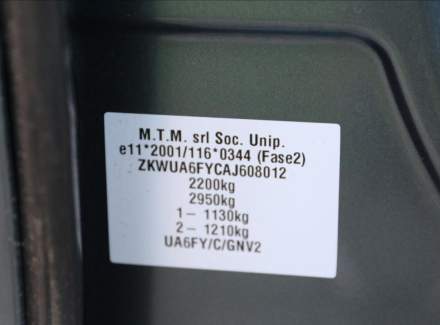 M.T.M. srl Soc. Unip.
e11*2001/116*0344 (Fase2)
ZKWUA6FYCAJ608012
2200kg
2950kg
1- 1130kg
2- 1210kg
UA6FY/C/GNV2